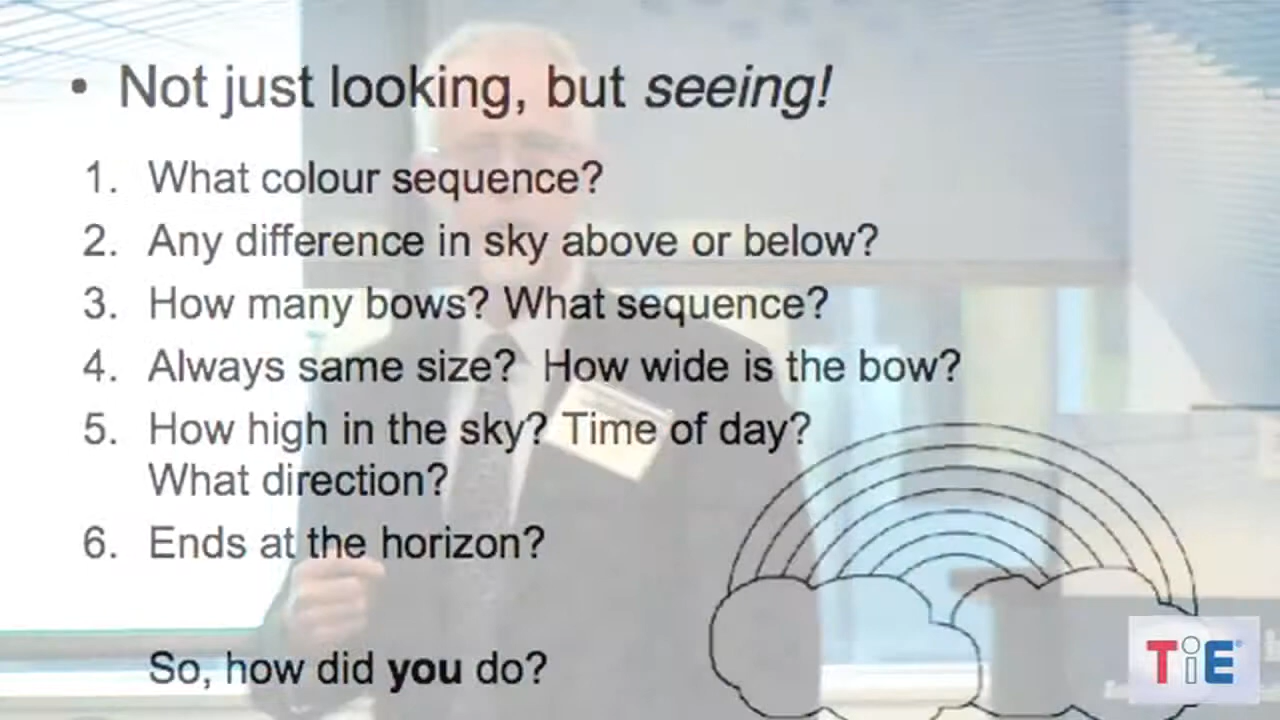 • Not just looking, but seeing!
1. What colour sequence?
2. Any difference in sky above or below?
3. How many bows? What sequence?
4. Always same size? How wide is the bow?
5. How high in the sky? Time of day?
What direction?
6. Ends at the horizon?
So, how did you do?
TiE